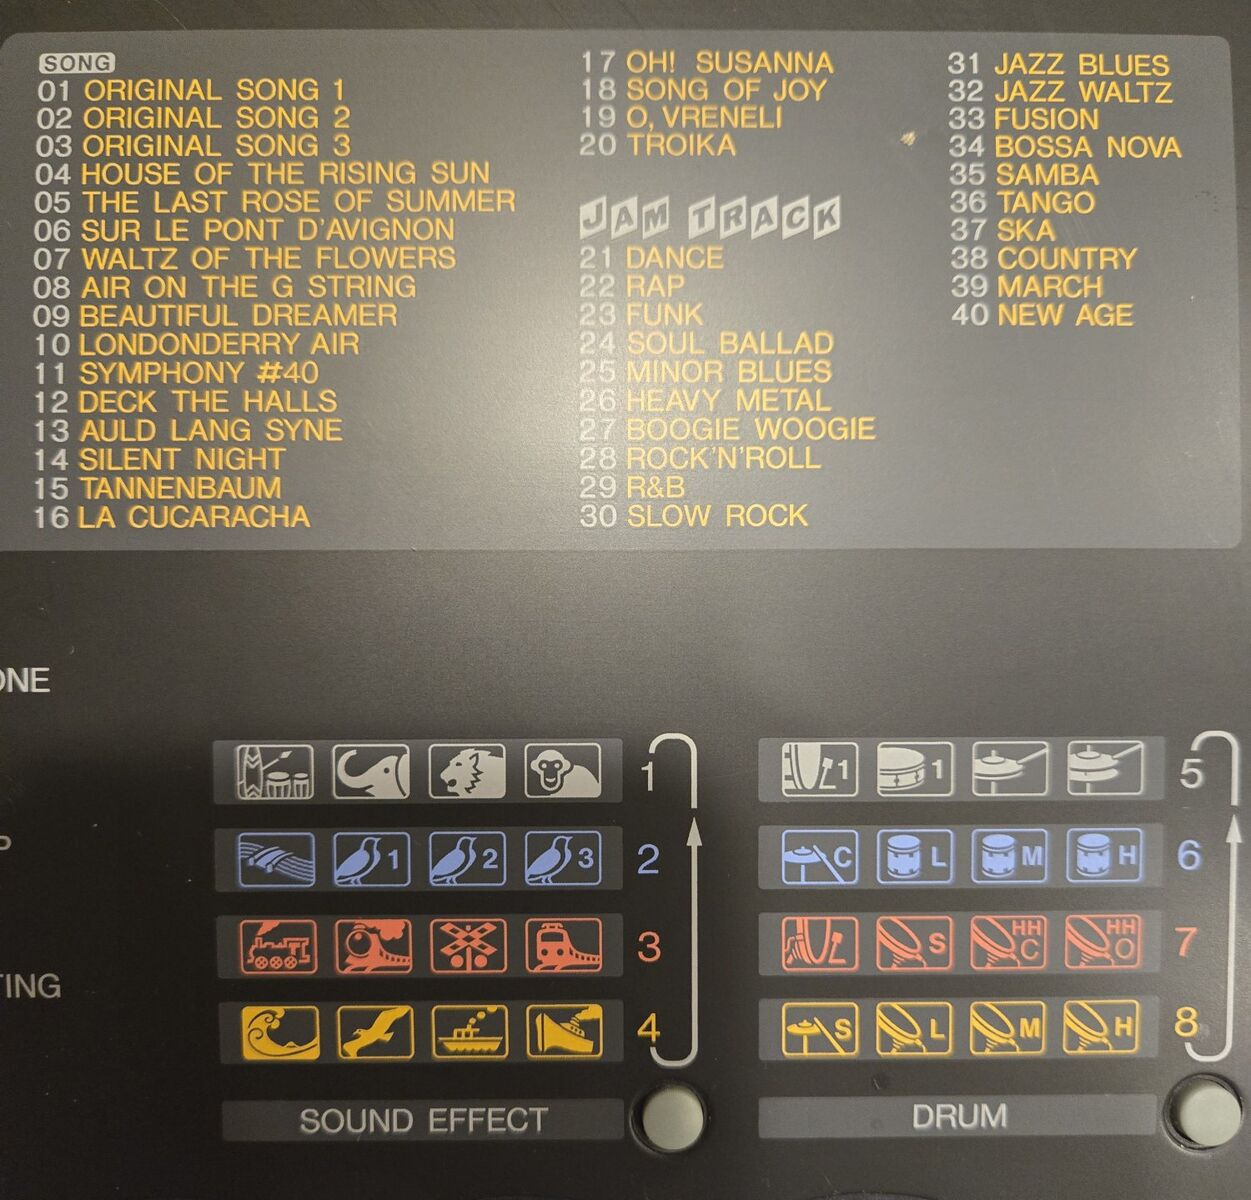 SONG
01 ORIGINAL SONG 1
02 ORIGINAL SONG 2
03 ORIGINAL SONG 3
04 HOUSE OF THE RISING SUN
05 THE LAST ROSE OF SUMMER
06 SUR LE PONT D'AVIGNON
07 WALTZ OF THE FLOWERS
08 AIR ON THE G STRING
09 BEAUTIFUL DREAMER
10 LONDONDERRY AIR
11 SYMPHONY #40
12 DECK THE HALLS
13 AULD LANG SYNE
14 SILENT NIGHT
15 TANNENBAUM
16 LA CUCARACHA
17 OH! SUSANNA
18 SONG OF JOY
19 O, VRENELI
20 TROIKA
JAM TRACK
21 DANCE
22 RAP
23 FUNK
24 SOUL BALLAD
25 MINOR BLUES
26 HEAVY METAL
27 BOOGIE WOOGIE
28 ROCK'N'ROLL
29 R&B
30 SLOW ROCK
31 JAZZ BLUES
32 JAZZ WALTZ
33 FUSION
34 BOSSA NOVA
35 SAMBA
36 TANGO
37 SKA
38 COUNTRY
39 MARCH
40 NEW AGE
ONE
P
TING
1
1 2 3 2
3
4
SOUND EFFECT
1 1 5
C L M H 6
S HH C HH O 7
S L M H 8
DRUM